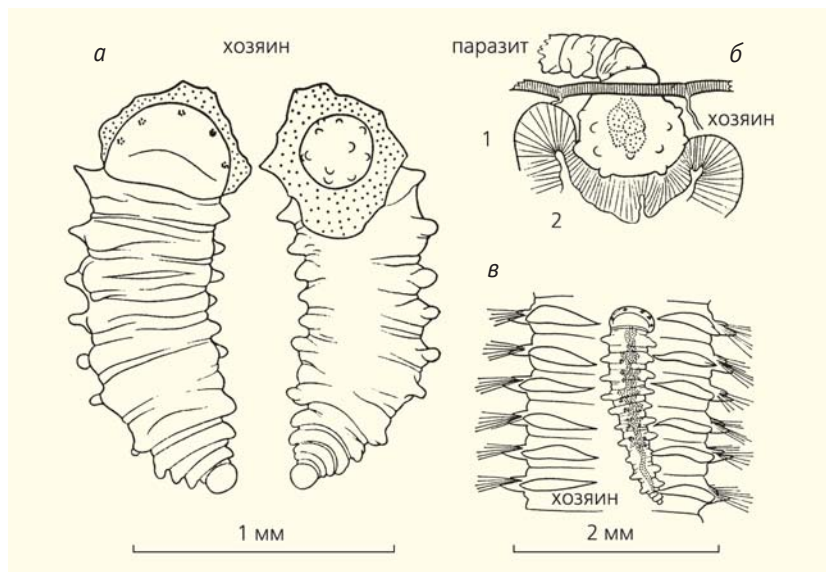 а
хозяин
паразит
б
хозяин
1
2
в
хозяин
1 мм
2 мм